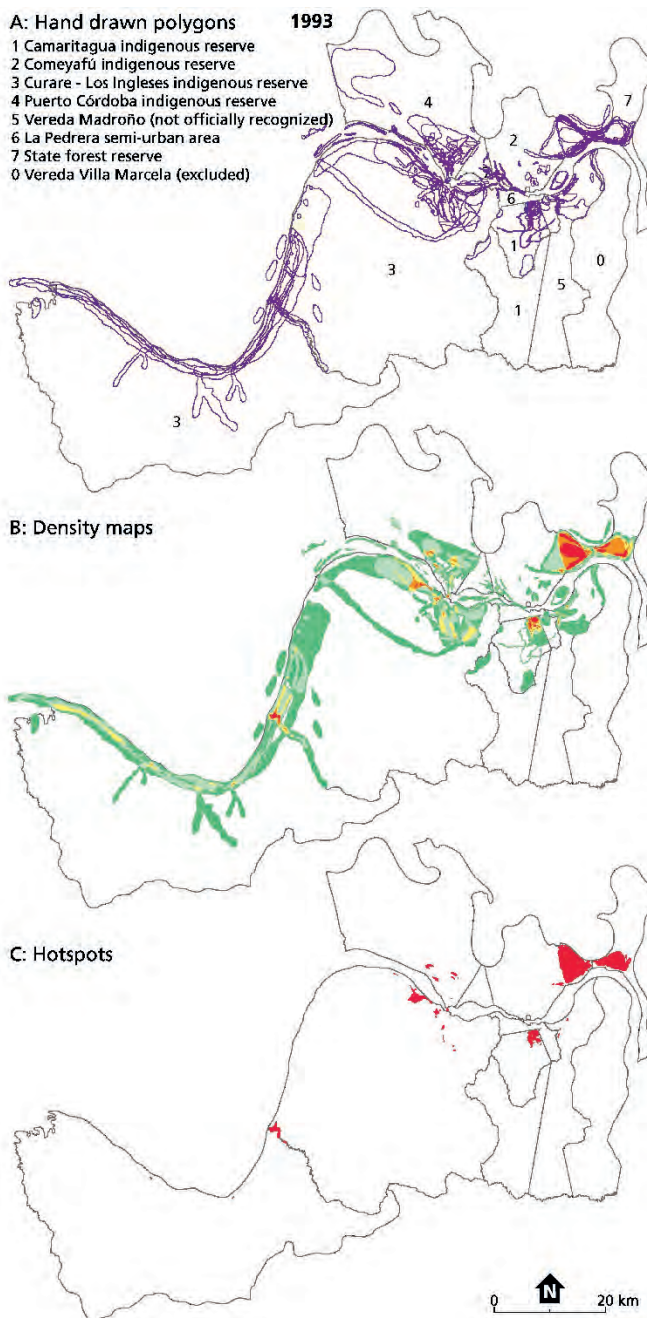 A: Hand drawn polygons 1993
1 Camaritagua indigenous reserve
2 Comeyafú indigenous reserve
3 Curare - Los Ingleses indigenous reserve
4 Puerto Córdoba indigenous reserve
5 Vereda Madroño (not officially recognized)
6 La Pedrera semi-urban area
7 State forest reserve
0 Vereda Villa Marcela (excluded)
4
7
2
6
1
3
0
5
1
3
B: Density maps
C: Hotspots
N
0 20 km